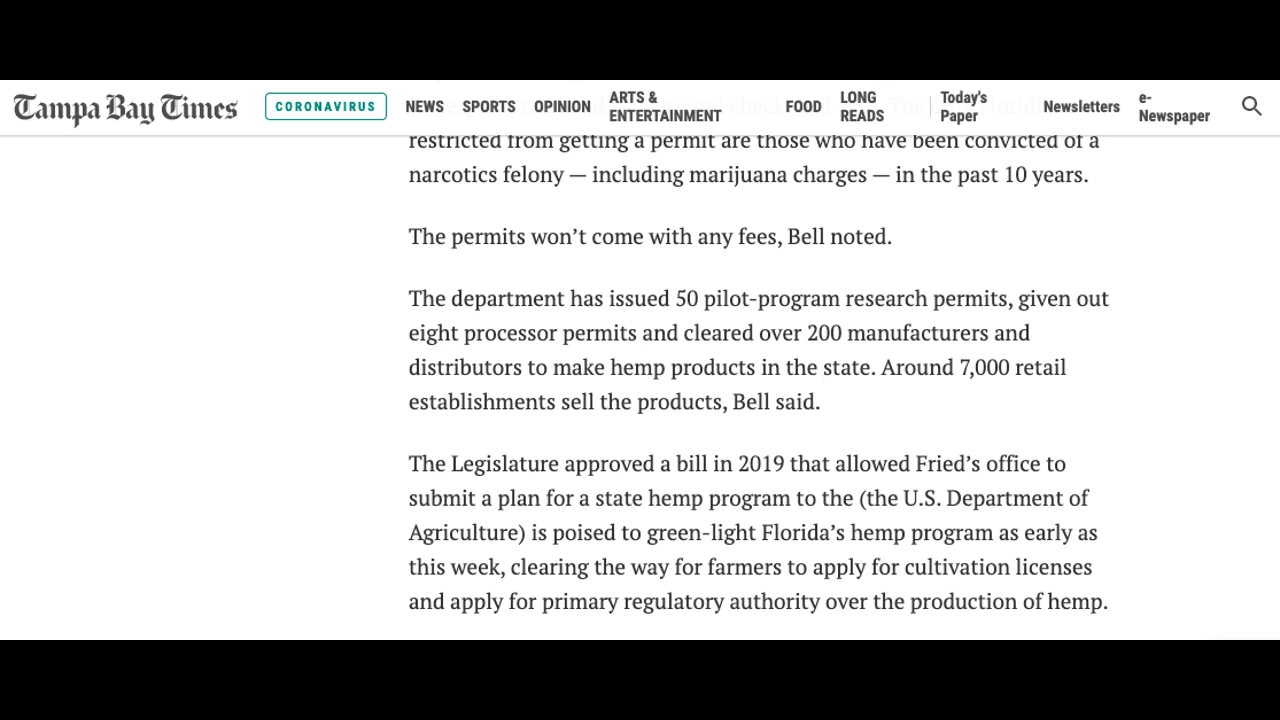 Tampa Bay Times
CORONAVIRUS
NEWS
SPORTS
OPINION
ARTS &
ENTERTAINMENT
FOOD
LONG
READS
Today's
Paper
Newsletters
e-
Newspaper
restricted from getting a permit are those who have been convicted of a
narcotics felony — including marijuana charges — in the past 10 years.
The permits won’t come with any fees, Bell noted.
The department has issued 50 pilot-program research permits, given out
eight processor permits and cleared over 200 manufacturers and
distributors to make hemp products in the state. Around 7,000 retail
establishments sell the products, Bell said.
The Legislature approved a bill in 2019 that allowed Fried’s office to
submit a plan for a state hemp program to the (the U.S. Department of
Agriculture) is poised to green-light Florida’s hemp program as early as
this week, clearing the way for farmers to apply for cultivation licenses
and apply for primary regulatory authority over the production of hemp.